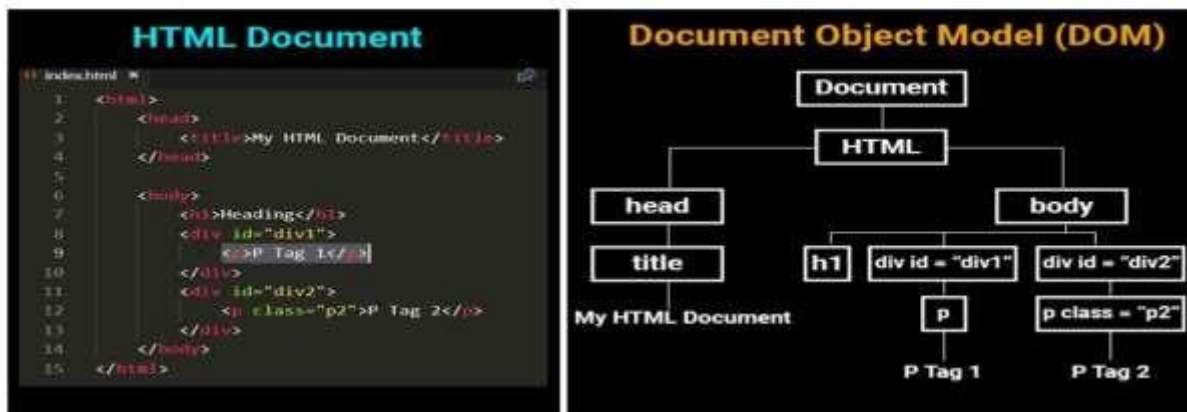 HTML Document
index.html
1 <html>
2 <head>
3 <title>My HTML Document</title>
4 </head>
5
6 <body>
7 <h1>Heading</h1>
8 <div id="div1">
9 <p>P Tag 1</p>
10 </div>
11 <div id="div2">
12 <p class="p2">P Tag 2</p>
13 </div>
14 </body>
15 </html>
Document Object Model (DOM)
Document
HTML
head body
title h1 div id = "div1" div id = "div2"
My HTML Document p p class = "p2"
P Tag 1 P Tag 2